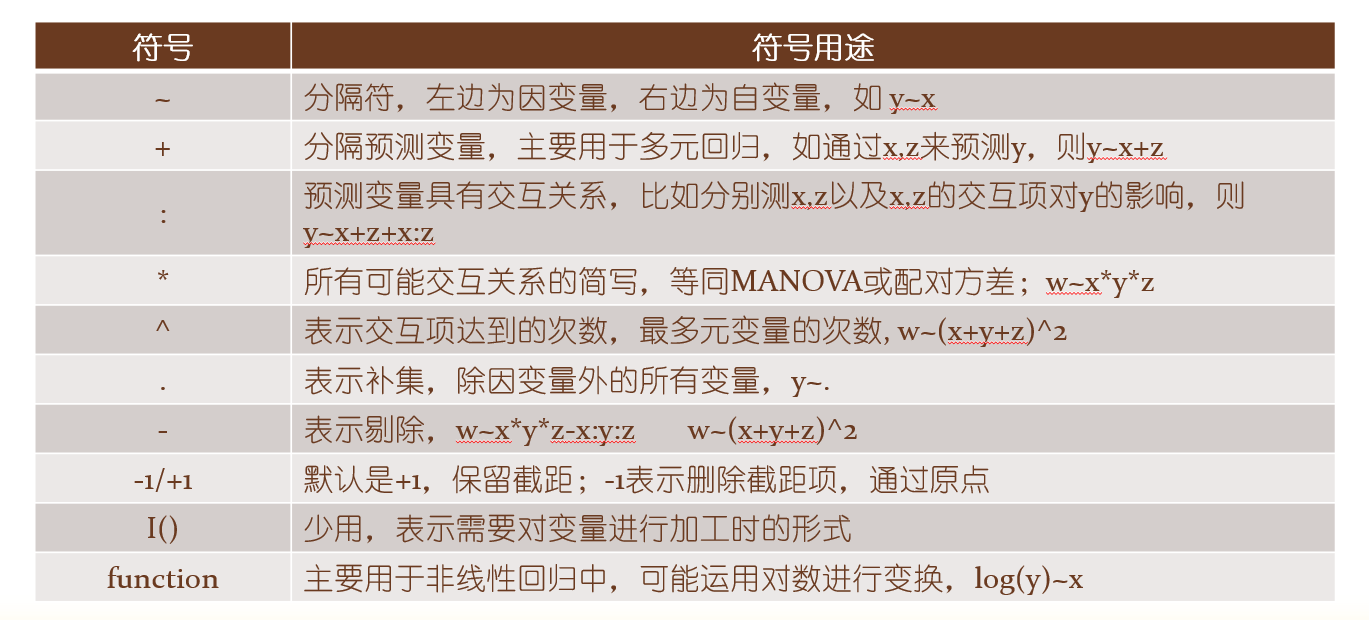 符号 符号用途
~ 分隔符，左边为因变量，右边为自变量，如 y~x
+ 分隔预测变量，主要用于多元回归，如通过x,z来预测y，则y~x+z
: 预测变量具有交互关系，比如分别测x,z以及x,z的交互项对y的影响，则
y~x+z+x:z
* 所有可能交互关系的简写，等同MANOVA或配对方差；w~x*y*z
^ 表示交互项达到的次数，最多元变量的次数,w~(x+y+z)^2
. 表示补集，除因变量外的所有变量，y~.
- 表示剔除，w~x*y*z-x:y:z w~(x+y+z)^2
-1/+1 默认是+1，保留截距；-1表示删除截距项，通过原点
I() 少用，表示需要对变量进行加工时的形式
function 主要用于非线性回归中，可能运用对数进行变换，log(y)~x